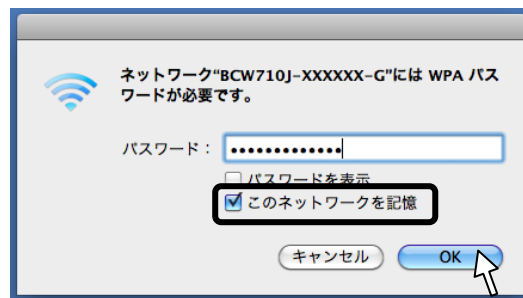 ネットワーク“BCW710J-XXXXXX-G”には WPA パス
ワードが必要です。
パスワード： •••••••••••••
パスワードを表示
このネットワークを記憶
キャンセル OK